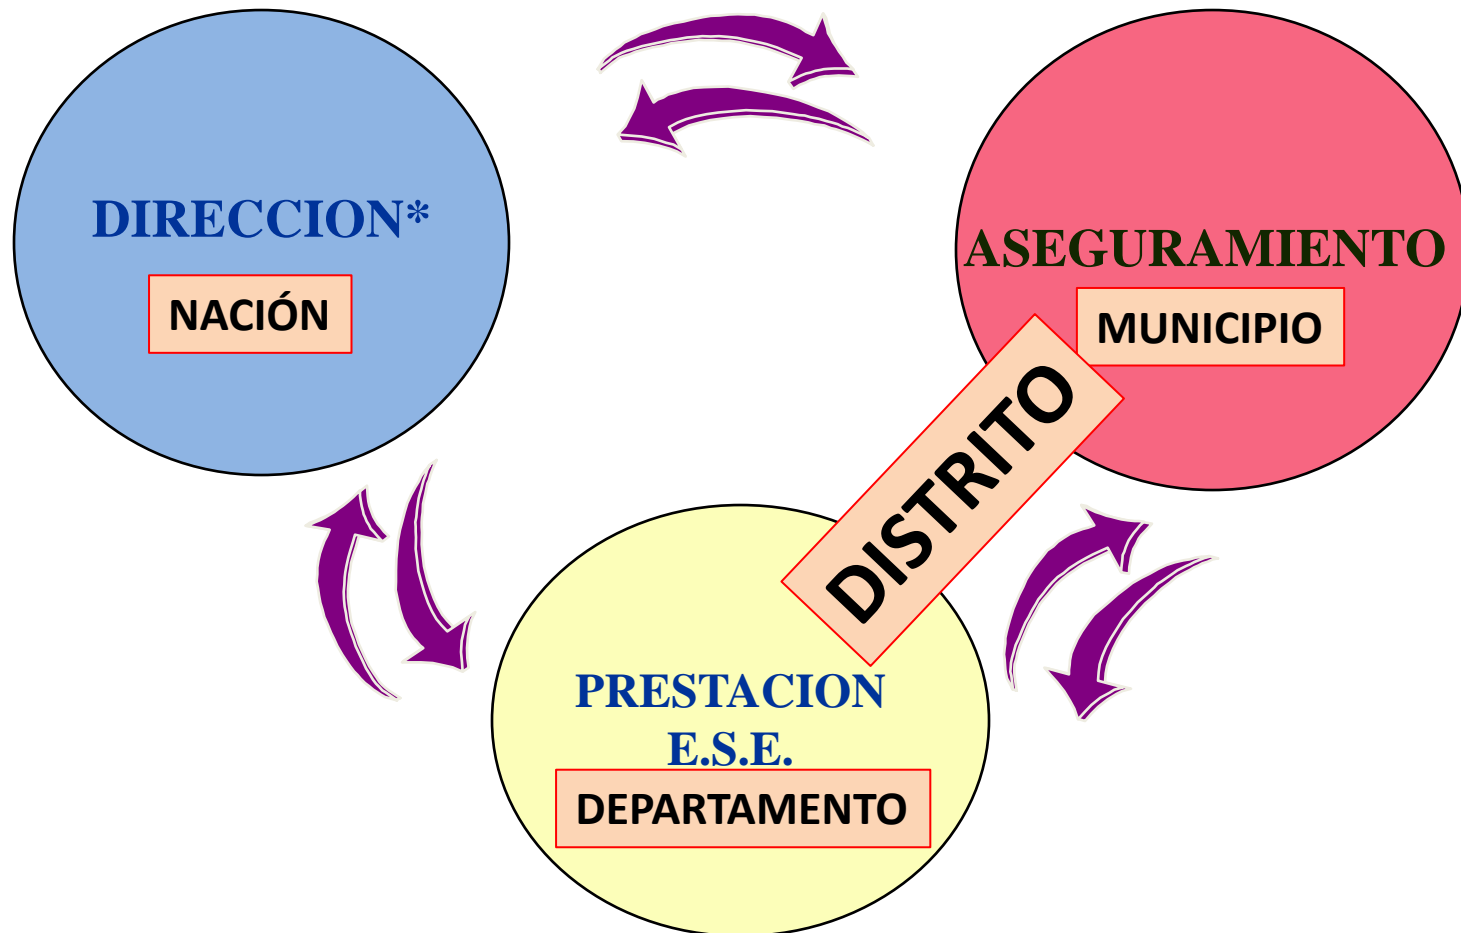 DIRECCION*
NACIÓN
ASEGURAMIENTO
MUNICIPIO
DISTRITO
PRESTACION
E.S.E.
DEPARTAMENTO